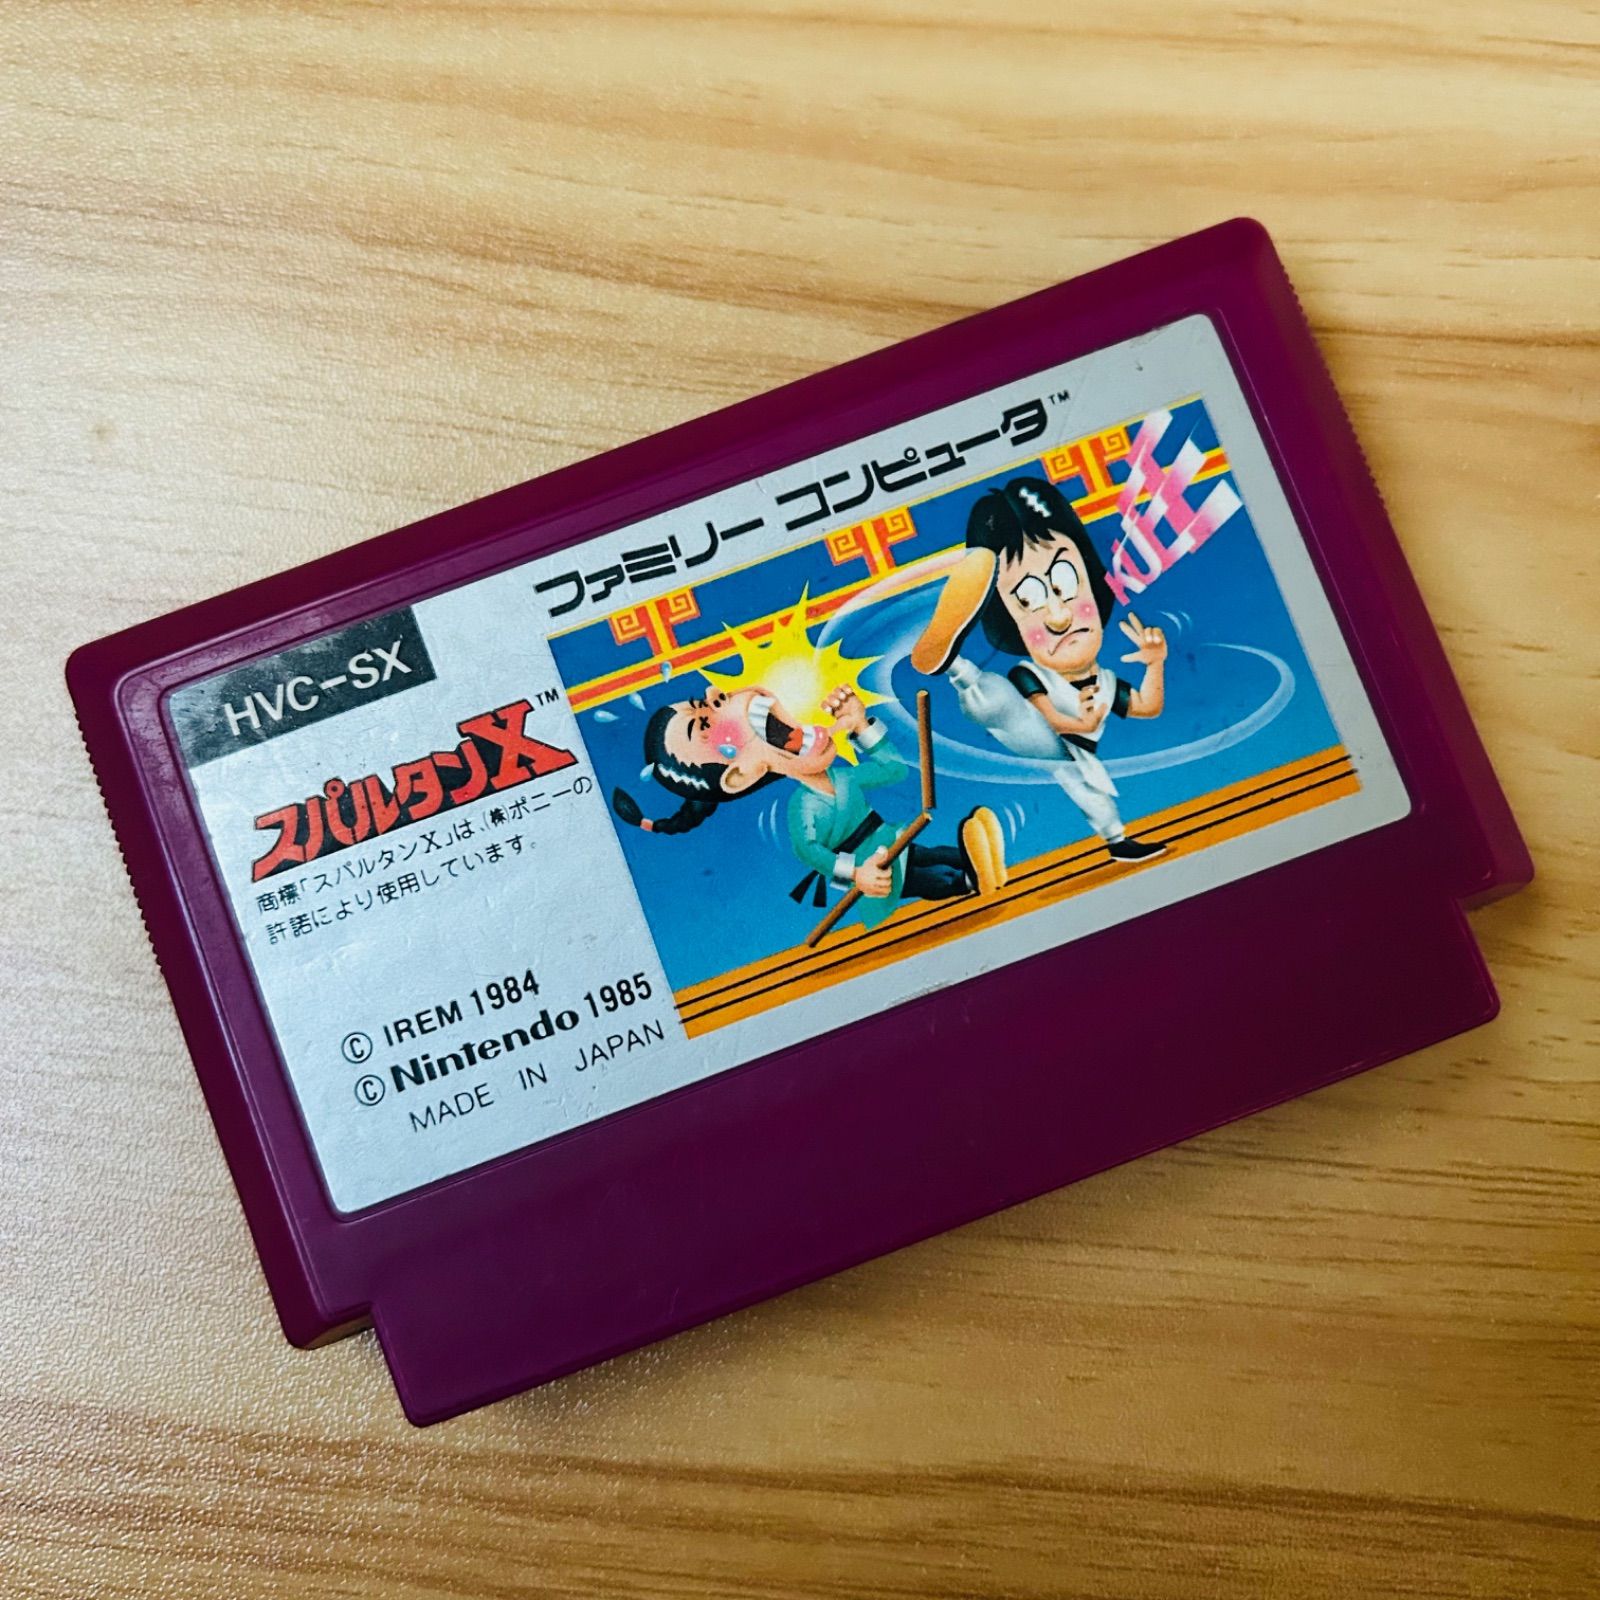 ファミリー コンピュータ™
HVC-SX
スパルタンX™
商標「スパルタンX」は、(株)ポニーの
許諾により使用しています。
© IREM 1984
© Nintendo 1985
MADE IN JAPAN